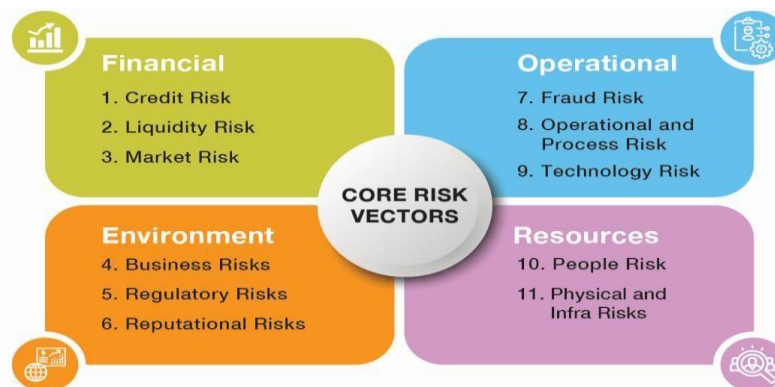 Financial
1. Credit Risk
2. Liquidity Risk
3. Market Risk
Operational
7. Fraud Risk
8. Operational and
Process Risk
9. Technology Risk
CORE RISK
VECTORS
Environment
4. Business Risks
5. Regulatory Risks
6. Reputational Risks
Resources
10. People Risk
11. Physical and
Infra Risks